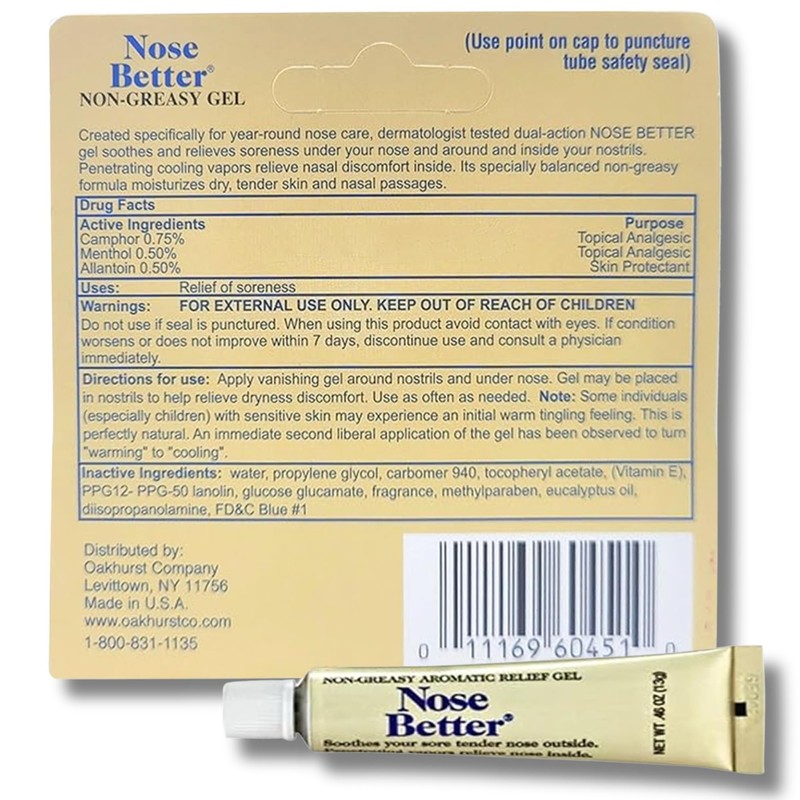 Nose
Better®
NON-GREASY GEL
(Use point on cap to puncture
tube safety seal)
Created specifically for year-round nose care, dermatologist tested dual-action NOSE BETTER
gel soothes and relieves soreness under your nose and around and inside your nostrils.
Penetrating cooling vapors relieve nasal discomfort inside. Its specially balanced non-greasy
formula moisturizes dry, tender skin and nasal passages.
Drug Facts
Active Ingredients Purpose
Camphor 0.75% Topical Analgesic
Menthol 0.50% Topical Analgesic
Allantoin 0.50% Skin Protectant
Uses: Relief of soreness
Warnings: FOR EXTERNAL USE ONLY. KEEP OUT OF REACH OF CHILDREN
Do not use if seal is punctured. When using this product avoid contact with eyes. If condition
worsens or does not improve within 7 days, discontinue use and consult a physician
immediately.
Directions for use: Apply vanishing gel around nostrils and under nose. Gel may be placed
in nostrils to help relieve dryness discomfort. Use as often as needed. Note: Some individuals
(especially children) with sensitive skin may experience an initial warm tingling feeling. This is
perfectly natural. An immediate second liberal application of the gel has been observed to turn
"warming" to "cooling".
Inactive Ingredients: water, propylene glycol, carbomer 940, tocopheryl acetate, (Vitamin E),
PPG12- PPG-50 lanolin, glucose glucamate, fragrance, methylparaben, eucalyptus oil,
diisopropanolamine, FD&C Blue #1
Distributed by:
Oakhurst Company
Levittown, NY 11756
Made in U.S.A.
www.oakhurstco.com
1-800-831-1135
0 11169 60451 0
NON-GREASY AROMATIC RELIEF GEL
Nose
Better®
Soothes your sore tender nose outside.
Penetrating vapors relieve nose inside.
NET WT .46 OZ (13g)